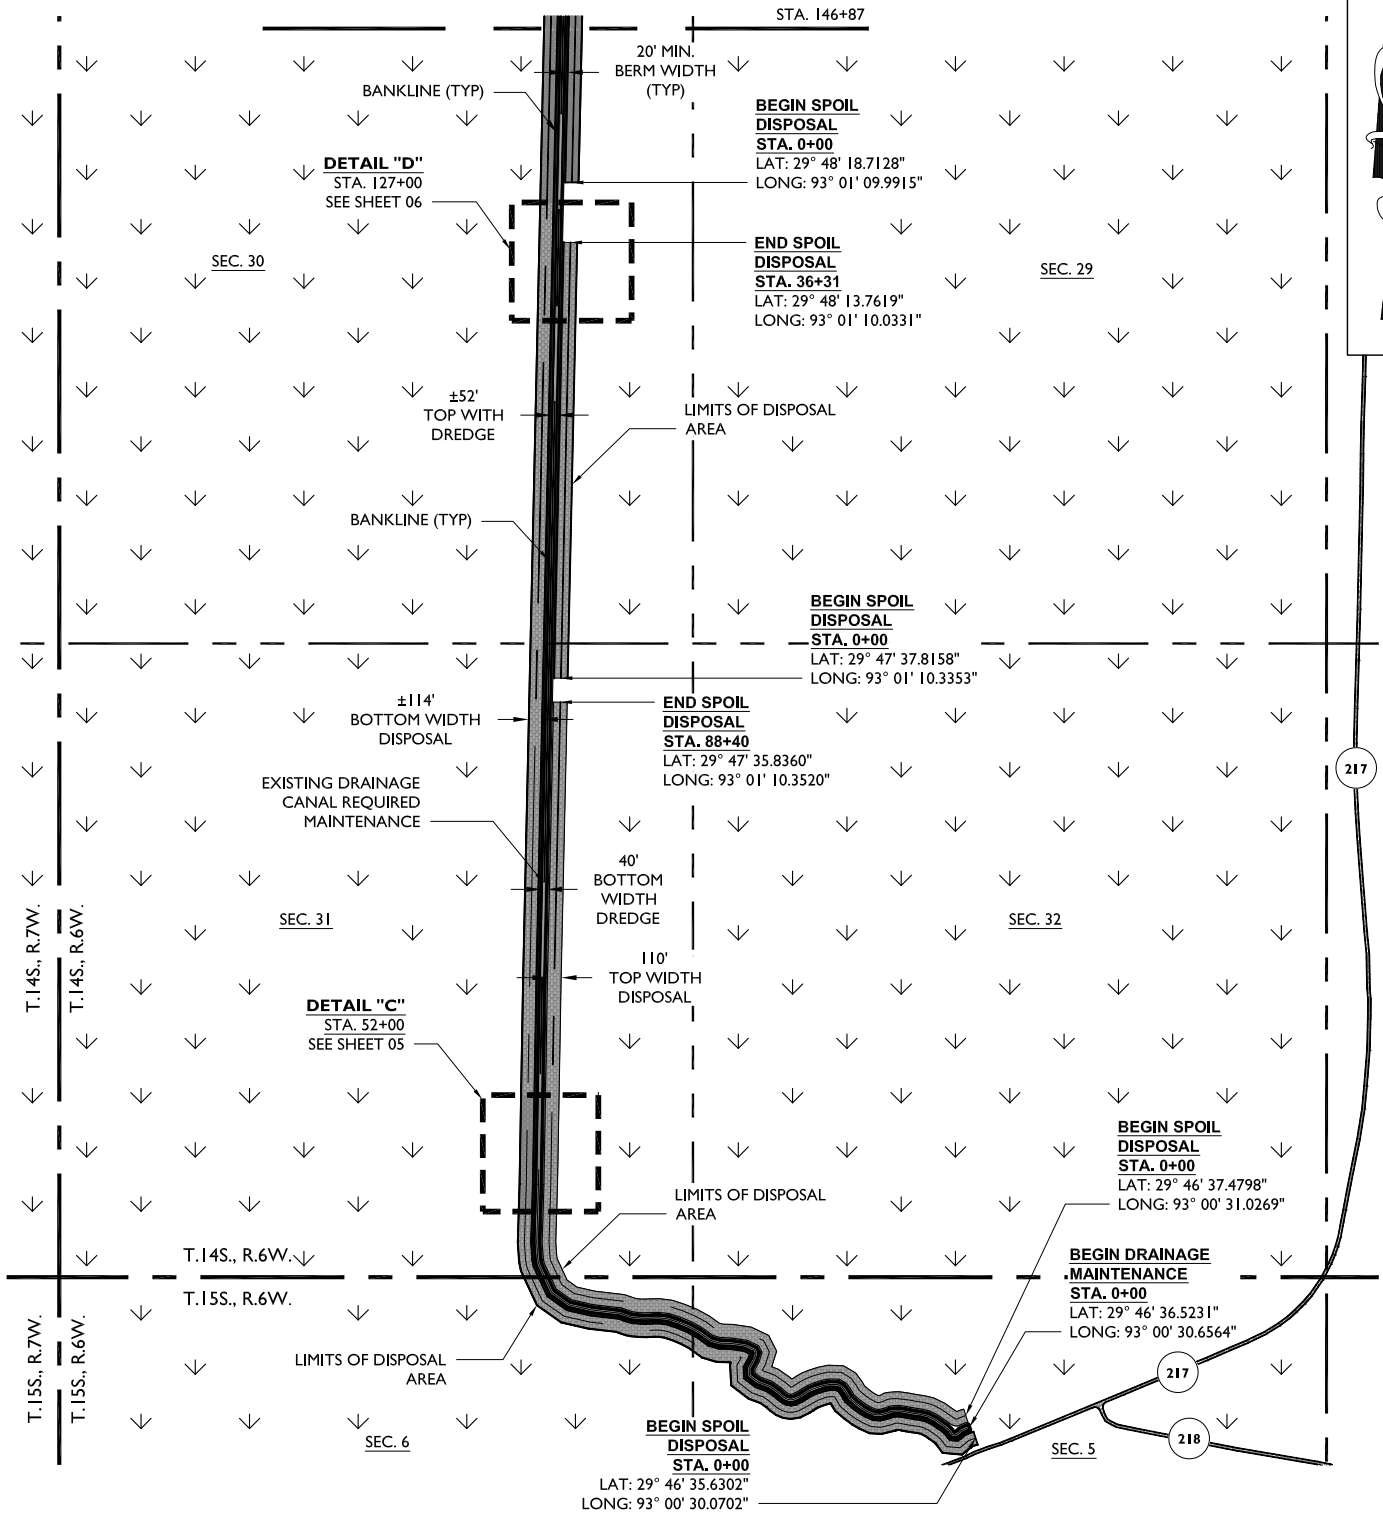 STA. 146+87
20' MIN.
BERM WIDTH
(TYP)
BANKLINE (TYP)
BEGIN SPOIL
DISPOSAL
STA. 0+00
LAT: 29° 48' 18.7128"
LONG: 93° 01' 09.9915"
DETAIL "D"
STA. 127+00
SEE SHEET 06
END SPOIL
DISPOSAL
STA. 36+31
LAT: 29° 48' 13.7619"
LONG: 93° 01' 10.0331"
SEC. 30
SEC. 29
±52'
TOP WITH
DREDGE
LIMITS OF DISPOSAL
AREA
BANKLINE (TYP)
BEGIN SPOIL
DISPOSAL
STA. 0+00
LAT: 29° 47' 37.8158"
LONG: 93° 01' 10.3353"
±114'
BOTTOM WIDTH
DISPOSAL
END SPOIL
DISPOSAL
STA. 88+40
LAT: 29° 47' 35.8360"
LONG: 93° 01' 10.3520"
217
EXISTING DRAINAGE
CANAL REQUIRED
MAINTENANCE
40'
BOTTOM
WIDTH
DREDGE
SEC. 31
SEC. 32
T.14S., R.7W.
T.14S., R.6W.
110'
TOP WIDTH
DISPOSAL
DETAIL "C"
STA. 52+00
SEE SHEET 05
BEGIN SPOIL
DISPOSAL
STA. 0+00
LAT: 29° 46' 37.4798"
LONG: 93° 00' 31.0269"
LIMITS OF DISPOSAL
AREA
T.14S., R.6W.
T.15S., R.6W.
BEGIN DRAINAGE
MAINTENANCE
STA. 0+00
LAT: 29° 46' 36.5231"
LONG: 93° 00' 30.6564"
T.15S., R.7W.
T.15S., R.6W.
LIMITS OF DISPOSAL
AREA
217
SEC. 6
BEGIN SPOIL
DISPOSAL
STA. 0+00
LAT: 29° 46' 35.6302"
LONG: 93° 00' 30.0702"
218
SEC. 5